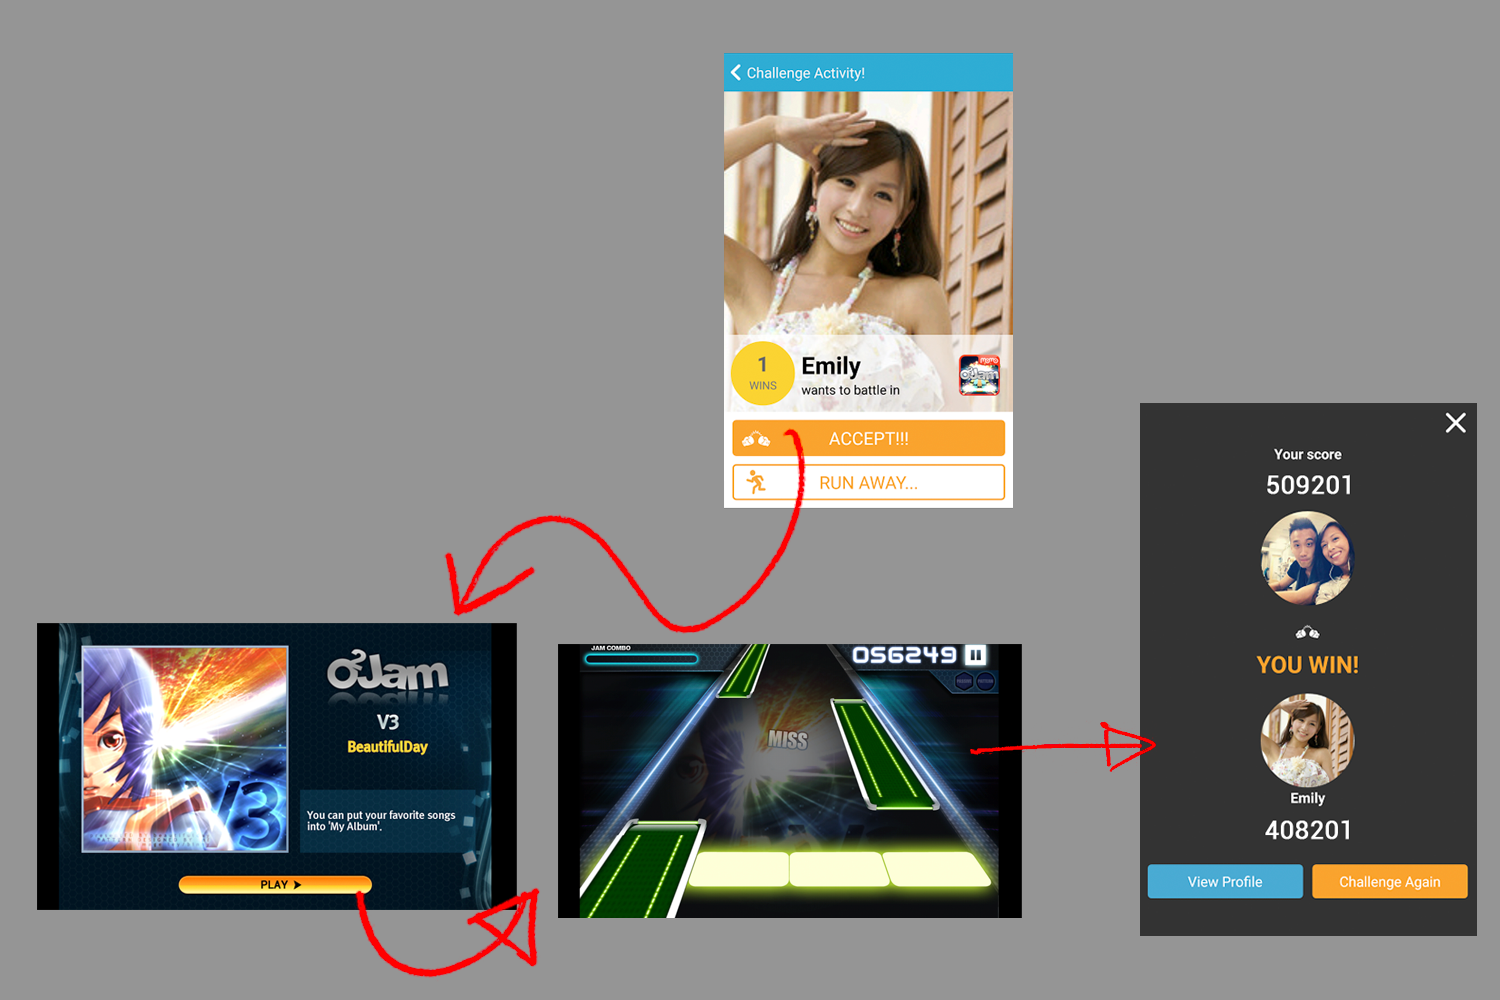 Challenge Activity!
1
WINS
Emily
wants to battle in
O2Jam
ACCEPT!!!
RUN AWAY...
O2Jam
V3
BeautifulDay
V3
You can put your favorite songs
into 'My Album'.
PLAY
JAM COMBO
056249
MISS
Your score
509201
YOU WIN!
Emily
408201
View Profile
Challenge Again